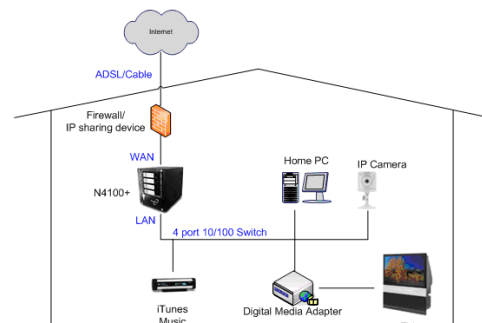 Internet
ADSL/Cable
Firewall/
IP sharing device
WAN
N4100+
LAN
Home PC
IP Camera
4 port 10/100 Switch
iTunes
Music
Digital Media Adapter